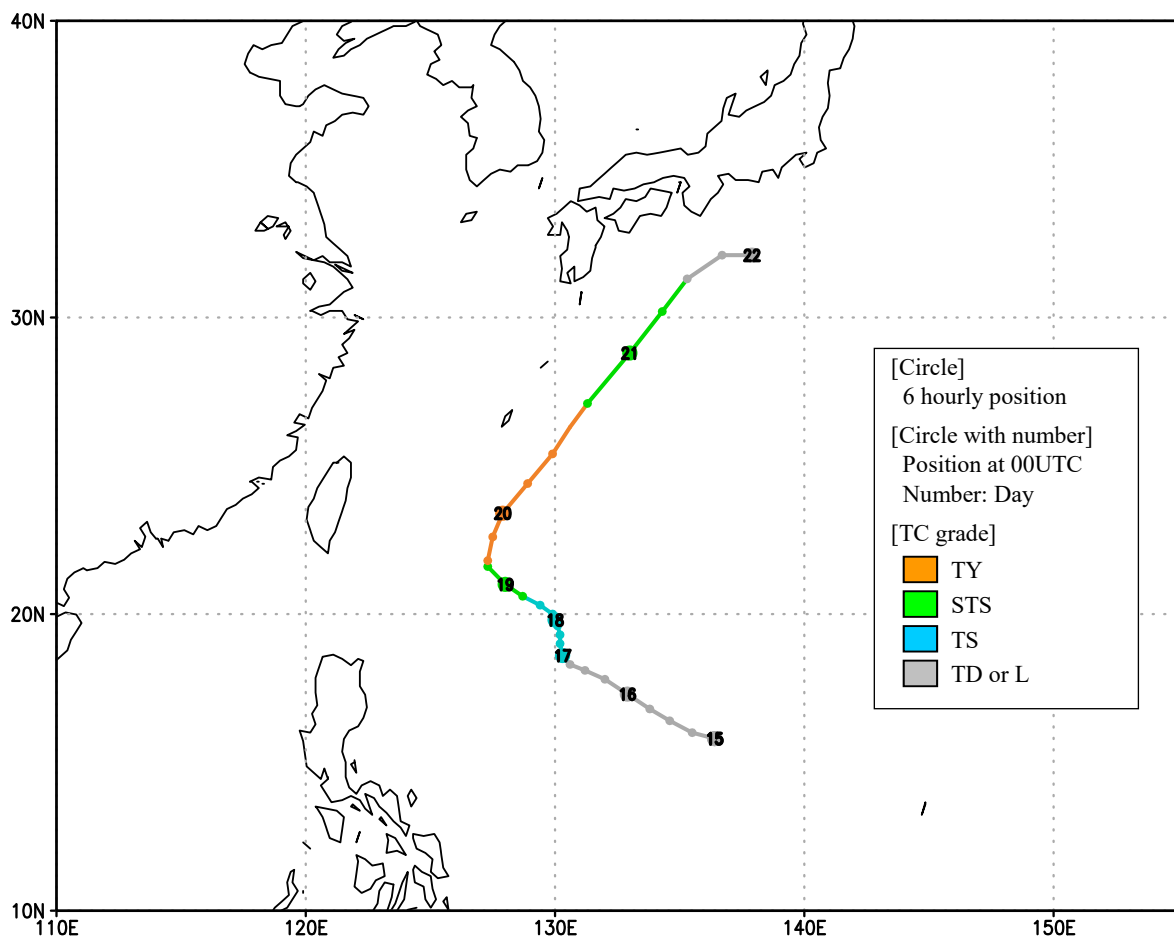 40N
22
30N
21
[Circle]
6 hourly position
[Circle with number]
Position at 00UTC
Number: Day
[TC grade]
TY
STS
TS
TD or L
20
19
20N
18
17
16
15
10N
110E 120E 130E 140E 150E